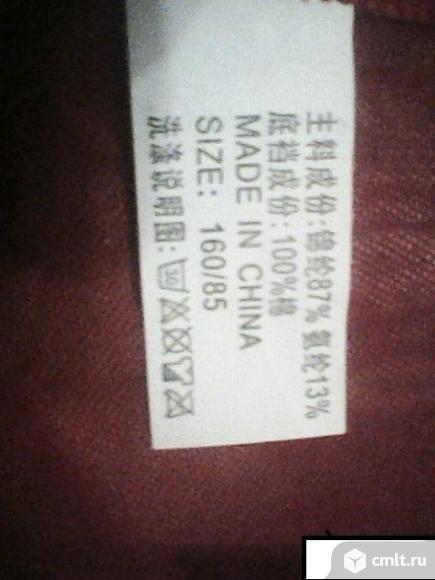 主料成份:锦纶87% 氨纶13%
底裆成份:100%棉
MADE IN CHINA
SIZE: 160/85
洗涤说明图: 30
cmlt.ru